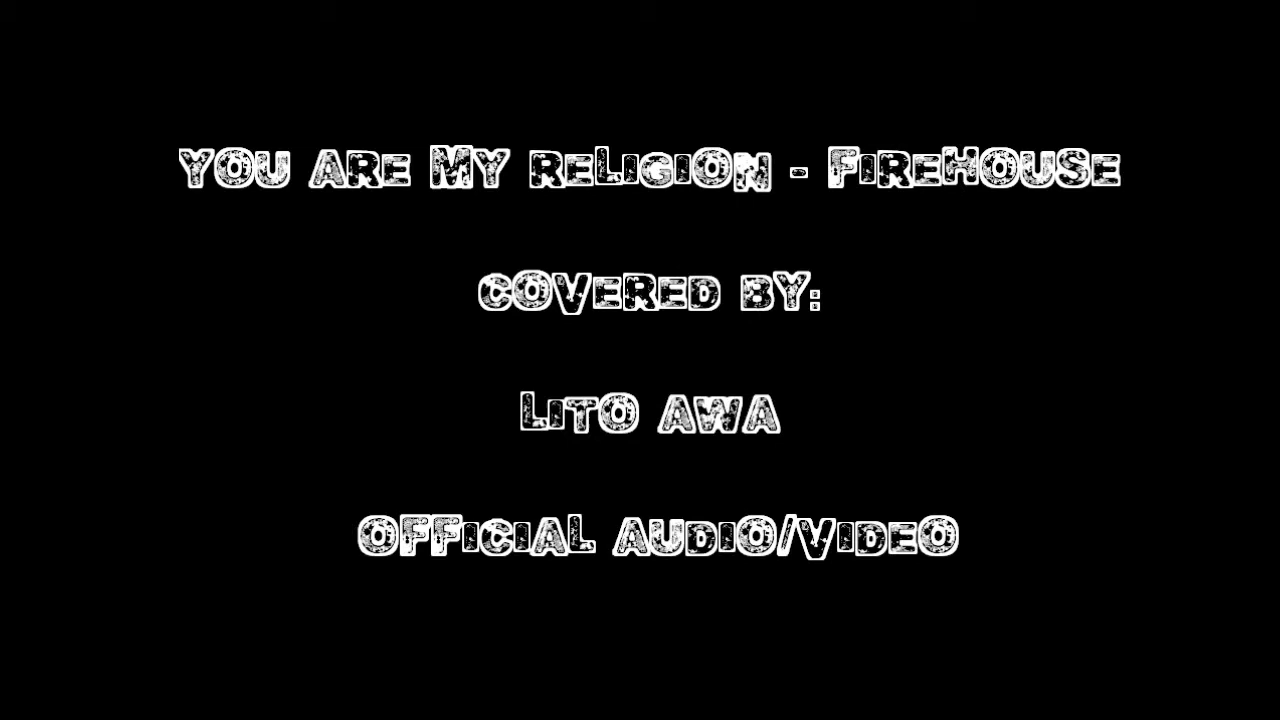 YOU ARE MY RELIGION - FIREHOUSE
COVERED BY:
LITO AWA
OFFICIAL AUDIO/VIDEO